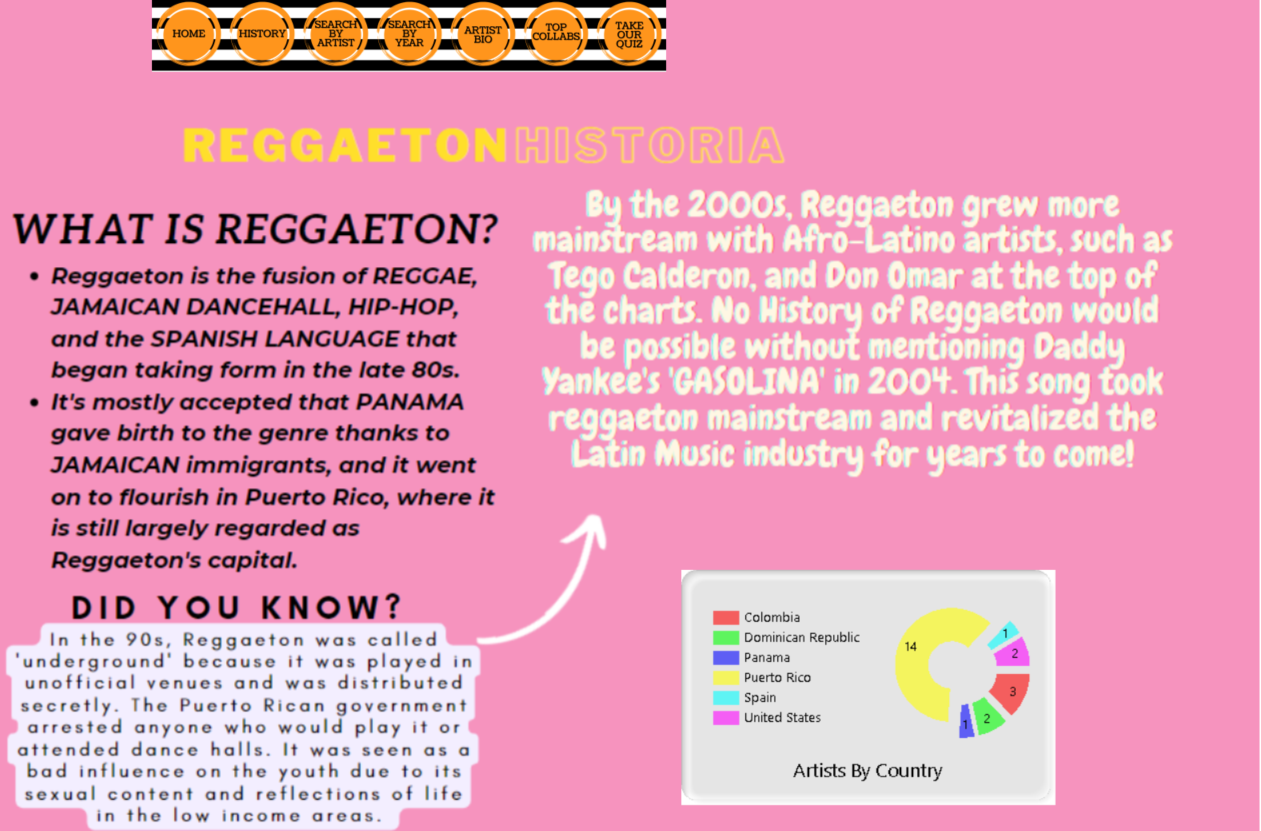 HOME
HISTORY
SEARCH
BY
ARTIST
SEARCH
BY
YEAR
ARTIST
BIO
TOP
COLLABS
TAKE
OUR
QUIZ
REGGAETONHISTORIA
WHAT IS REGGAETON?
• Reggaeton is the fusion of REGGAE,
JAMAICAN DANCEHALL, HIP-HOP,
and the SPANISH LANGUAGE that
began taking form in the late 80s.
• It's mostly accepted that PANAMA
gave birth to the genre thanks to
JAMAICAN immigrants, and it went
on to flourish in Puerto Rico, where it
is still largely regarded as
Reggaeton's capital.
DID YOU KNOW?
In the 90s, Reggaeton was called
'underground' because it was played in
unofficial venues and was distributed
secretly. The Puerto Rican government
arrested anyone who would play it or
attended dance halls. It was seen as a
bad influence on the youth due to its
sexual content and reflections of life
in the low income areas.
By the 2000s, Reggaeton grew more
mainstream with Afro-Latino artists, such as
Tego Calderon, and Don Omar at the top of
the charts. No History of Reggaeton would
be possible without mentioning Daddy
Yankee's 'GASOLINA' in 2004. This song took
reggaeton mainstream and revitalized the
Latin Music industry for years to come!
Colombia
Dominican Republic
Panama
Puerto Rico
Spain
United States
14
1
2
3
2
1
Artists By Country